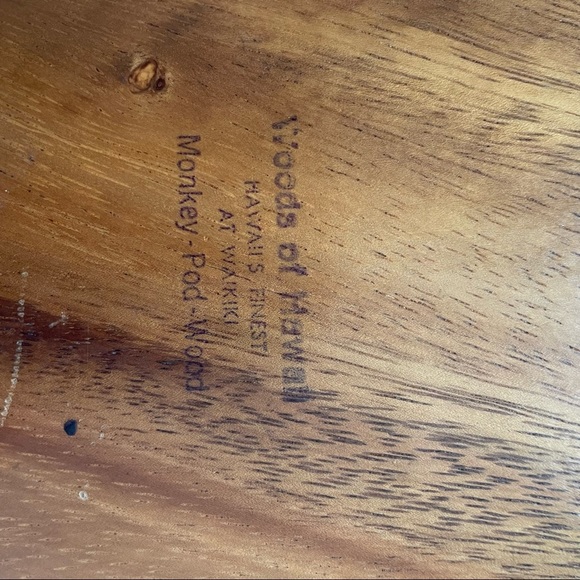 Woods of Hawaii
HAWAII'S FINEST
AT WAIKIKI
Monkey-Pod-Wood